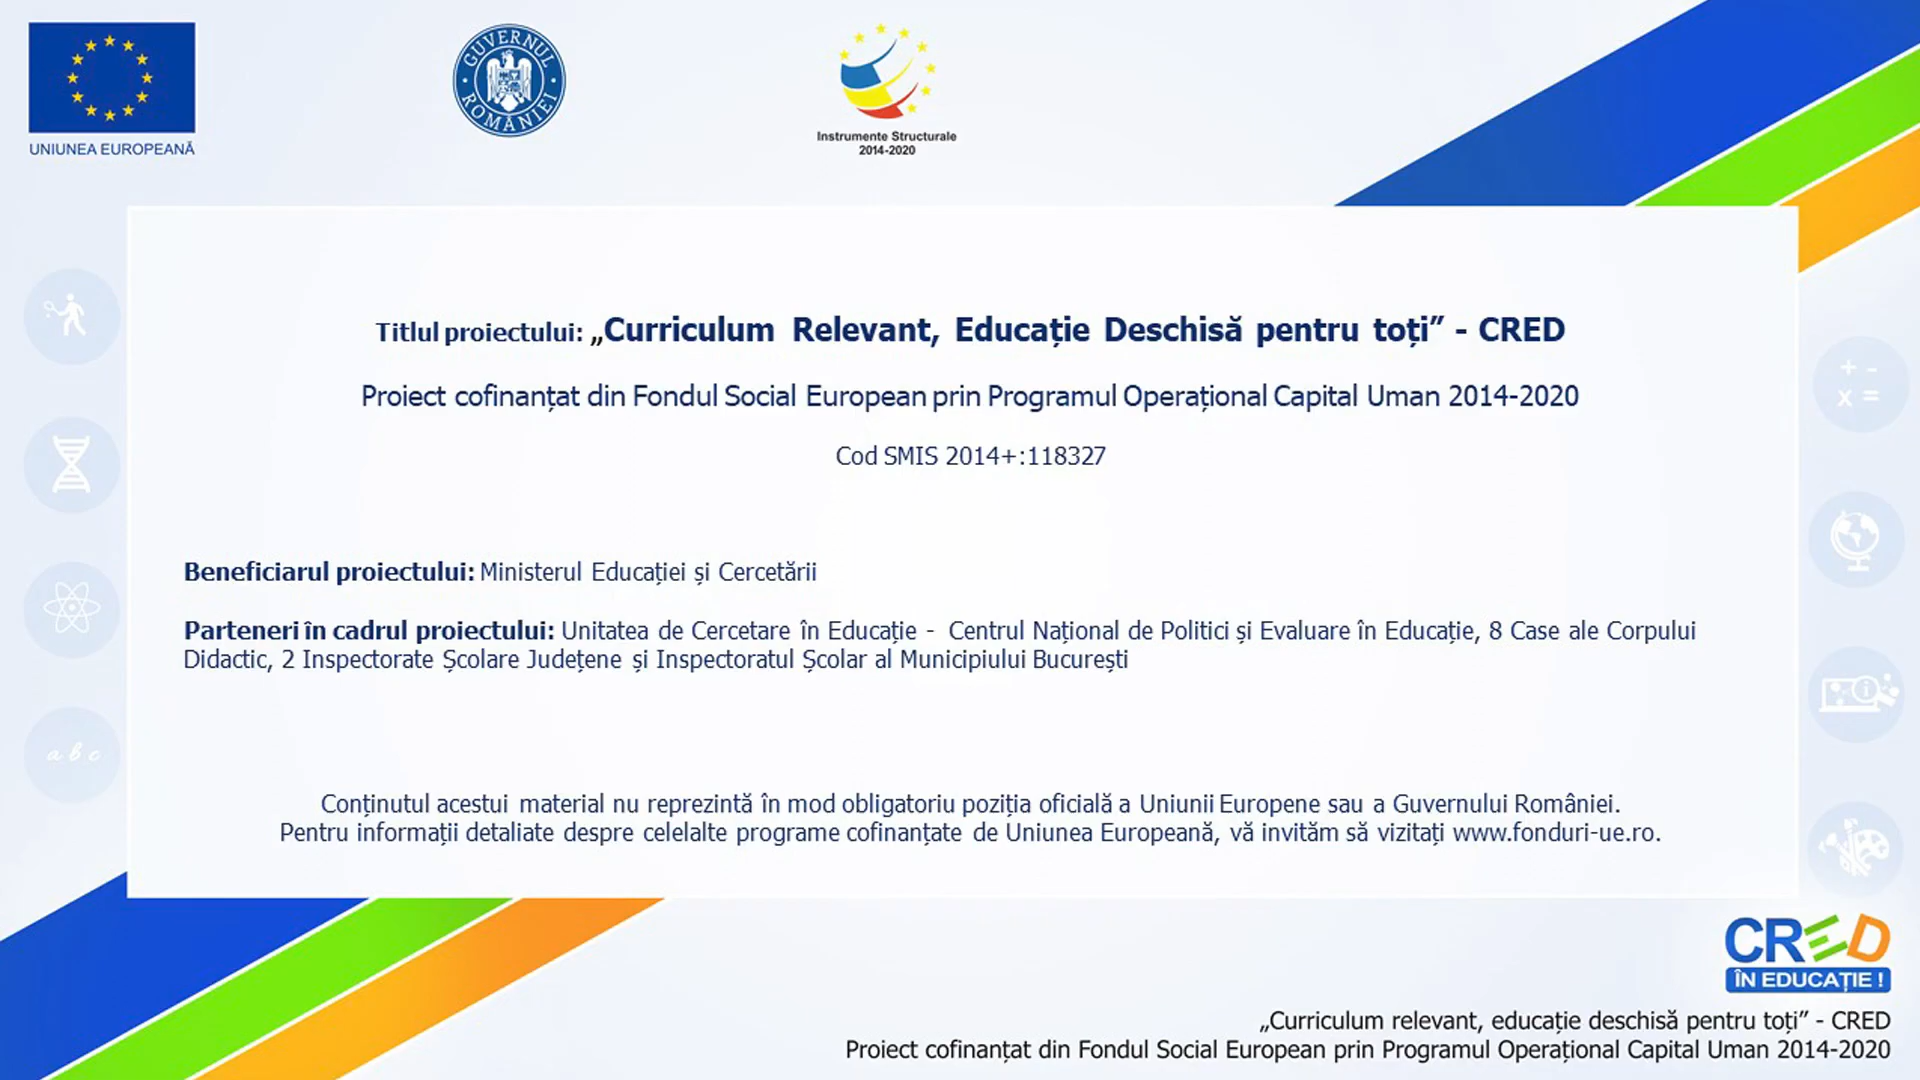 UNIUNEA EUROPEANĂ
GUVERNUL ROMÂNIEI
Instrumente Structurale
2014-2020
Titlul proiectului: „Curriculum Relevant, Educație Deschisă pentru toți” - CRED
Proiect cofinanțat din Fondul Social European prin Programul Operațional Capital Uman 2014-2020
Cod SMIS 2014+:118327
Beneficiarul proiectului: Ministerul Educației și Cercetării
Parteneri în cadrul proiectului: Unitatea de Cercetare în Educație - Centrul Național de Politici și Evaluare în Educație, 8 Case ale Corpului
Didactic, 2 Inspectorate Școlare Județene și Inspectoratul Școlar al Municipiului București
a b c
+ -
x =
Conținutul acestui material nu reprezintă în mod obligatoriu poziția oficială a Uniunii Europene sau a Guvernului României.
Pentru informații detaliate despre celelalte programe cofinanțate de Uniunea Europeană, vă invităm să vizitați www.fonduri-ue.ro.
CRED
ÎN EDUCAȚIE !
„Curriculum relevant, educație deschisă pentru toți” - CRED
Proiect cofinanțat din Fondul Social European prin Programul Operațional Capital Uman 2014-2020